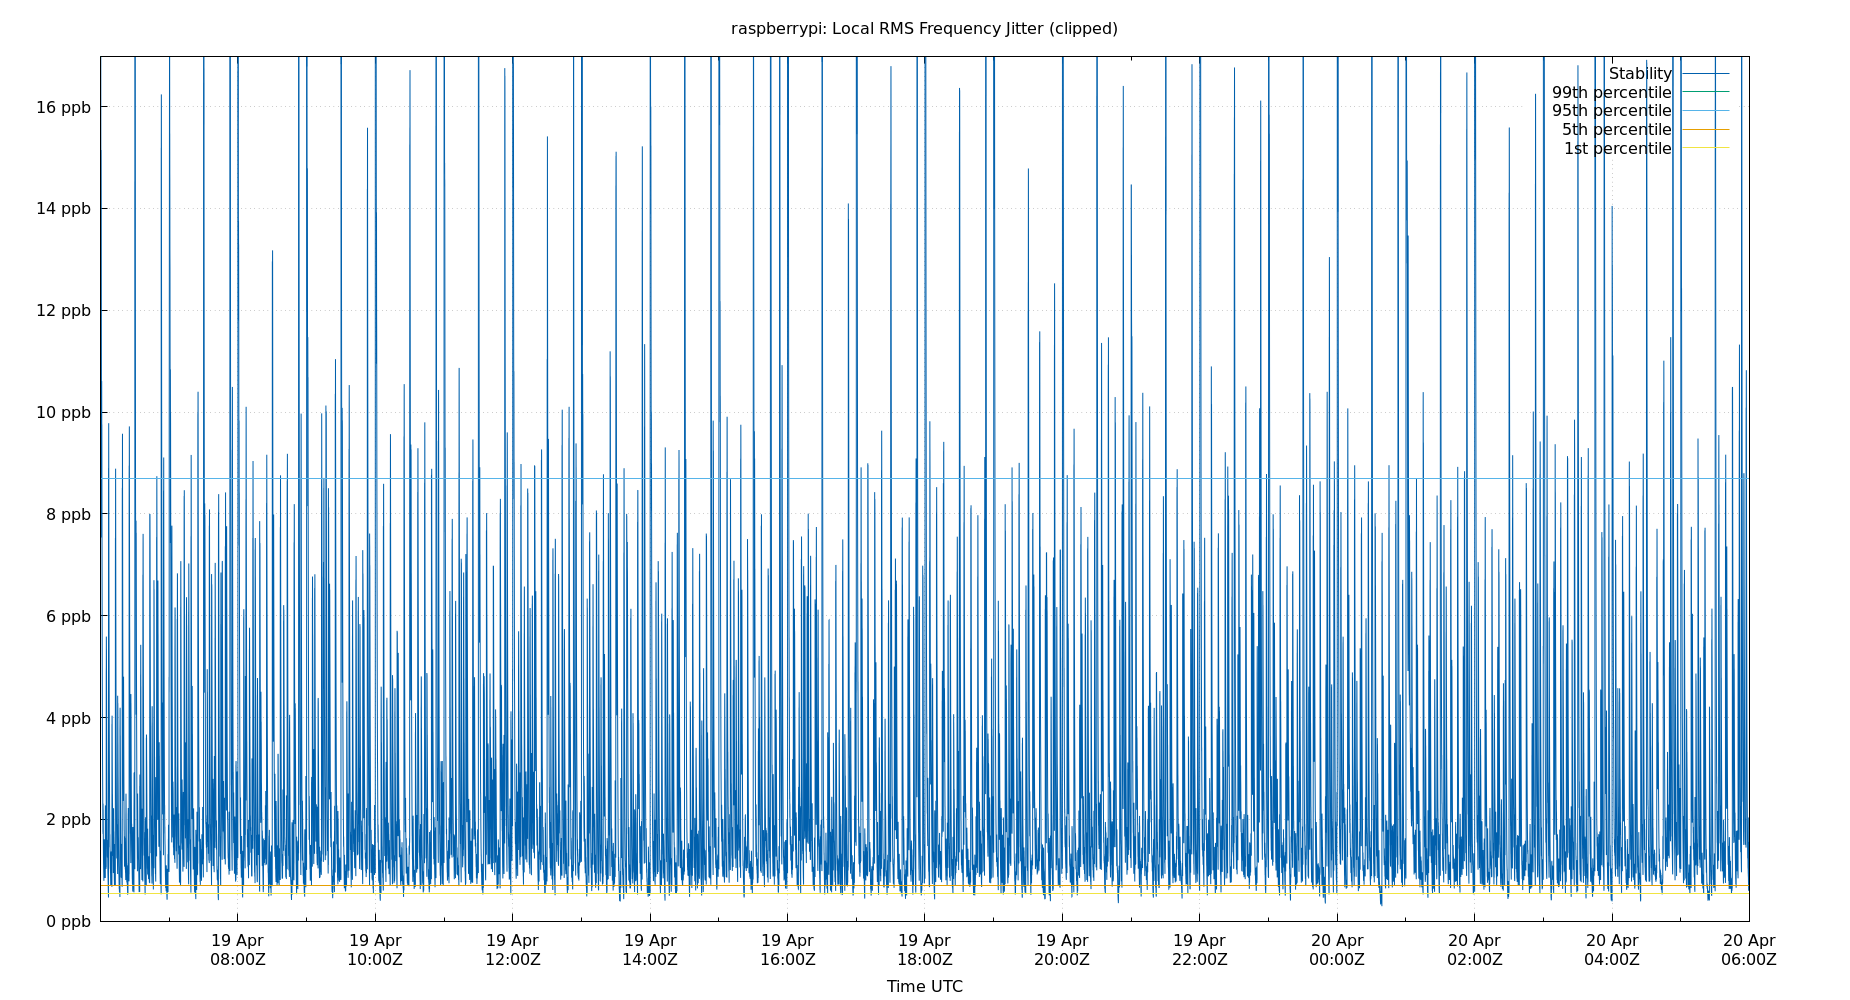 raspberrypi: Local RMS Frequency Jitter (clipped)
Stability
99th percentile
95th percentile
5th percentile
1st percentile
16 ppb
14 ppb
12 ppb
10 ppb
8 ppb
6 ppb
4 ppb
2 ppb
0 ppb
19 Apr 19 Apr 19 Apr 19 Apr 19 Apr 19 Apr 19 Apr 19 Apr 20 Apr 20 Apr 20 Apr 20 Apr
08:00Z 10:00Z 12:00Z 14:00Z 16:00Z 18:00Z 20:00Z 22:00Z 00:00Z 02:00Z 04:00Z 06:00Z
Time UTC